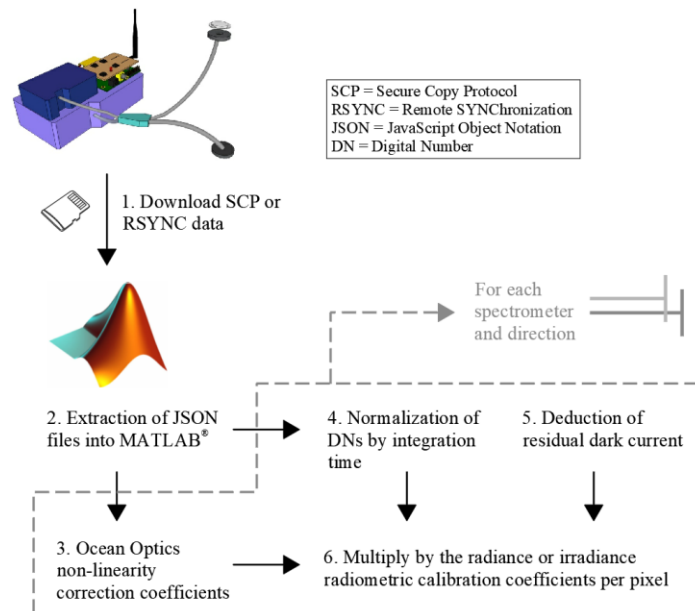 SCP = Secure Copy Protocol
RSYNC = Remote SYNChronization
JSON = JavaScript Object Notation
DN = Digital Number
1. Download SCP or
RSYNC data
For each
spectrometer
and direction
2. Extraction of JSON
files into MATLAB®
4. Normalization of
DNs by integration
time
5. Deduction of
residual dark current
3. Ocean Optics
non-linearity
correction coefficients
6. Multiply by the radiance or irradiance
radiometric calibration coefficients per pixel